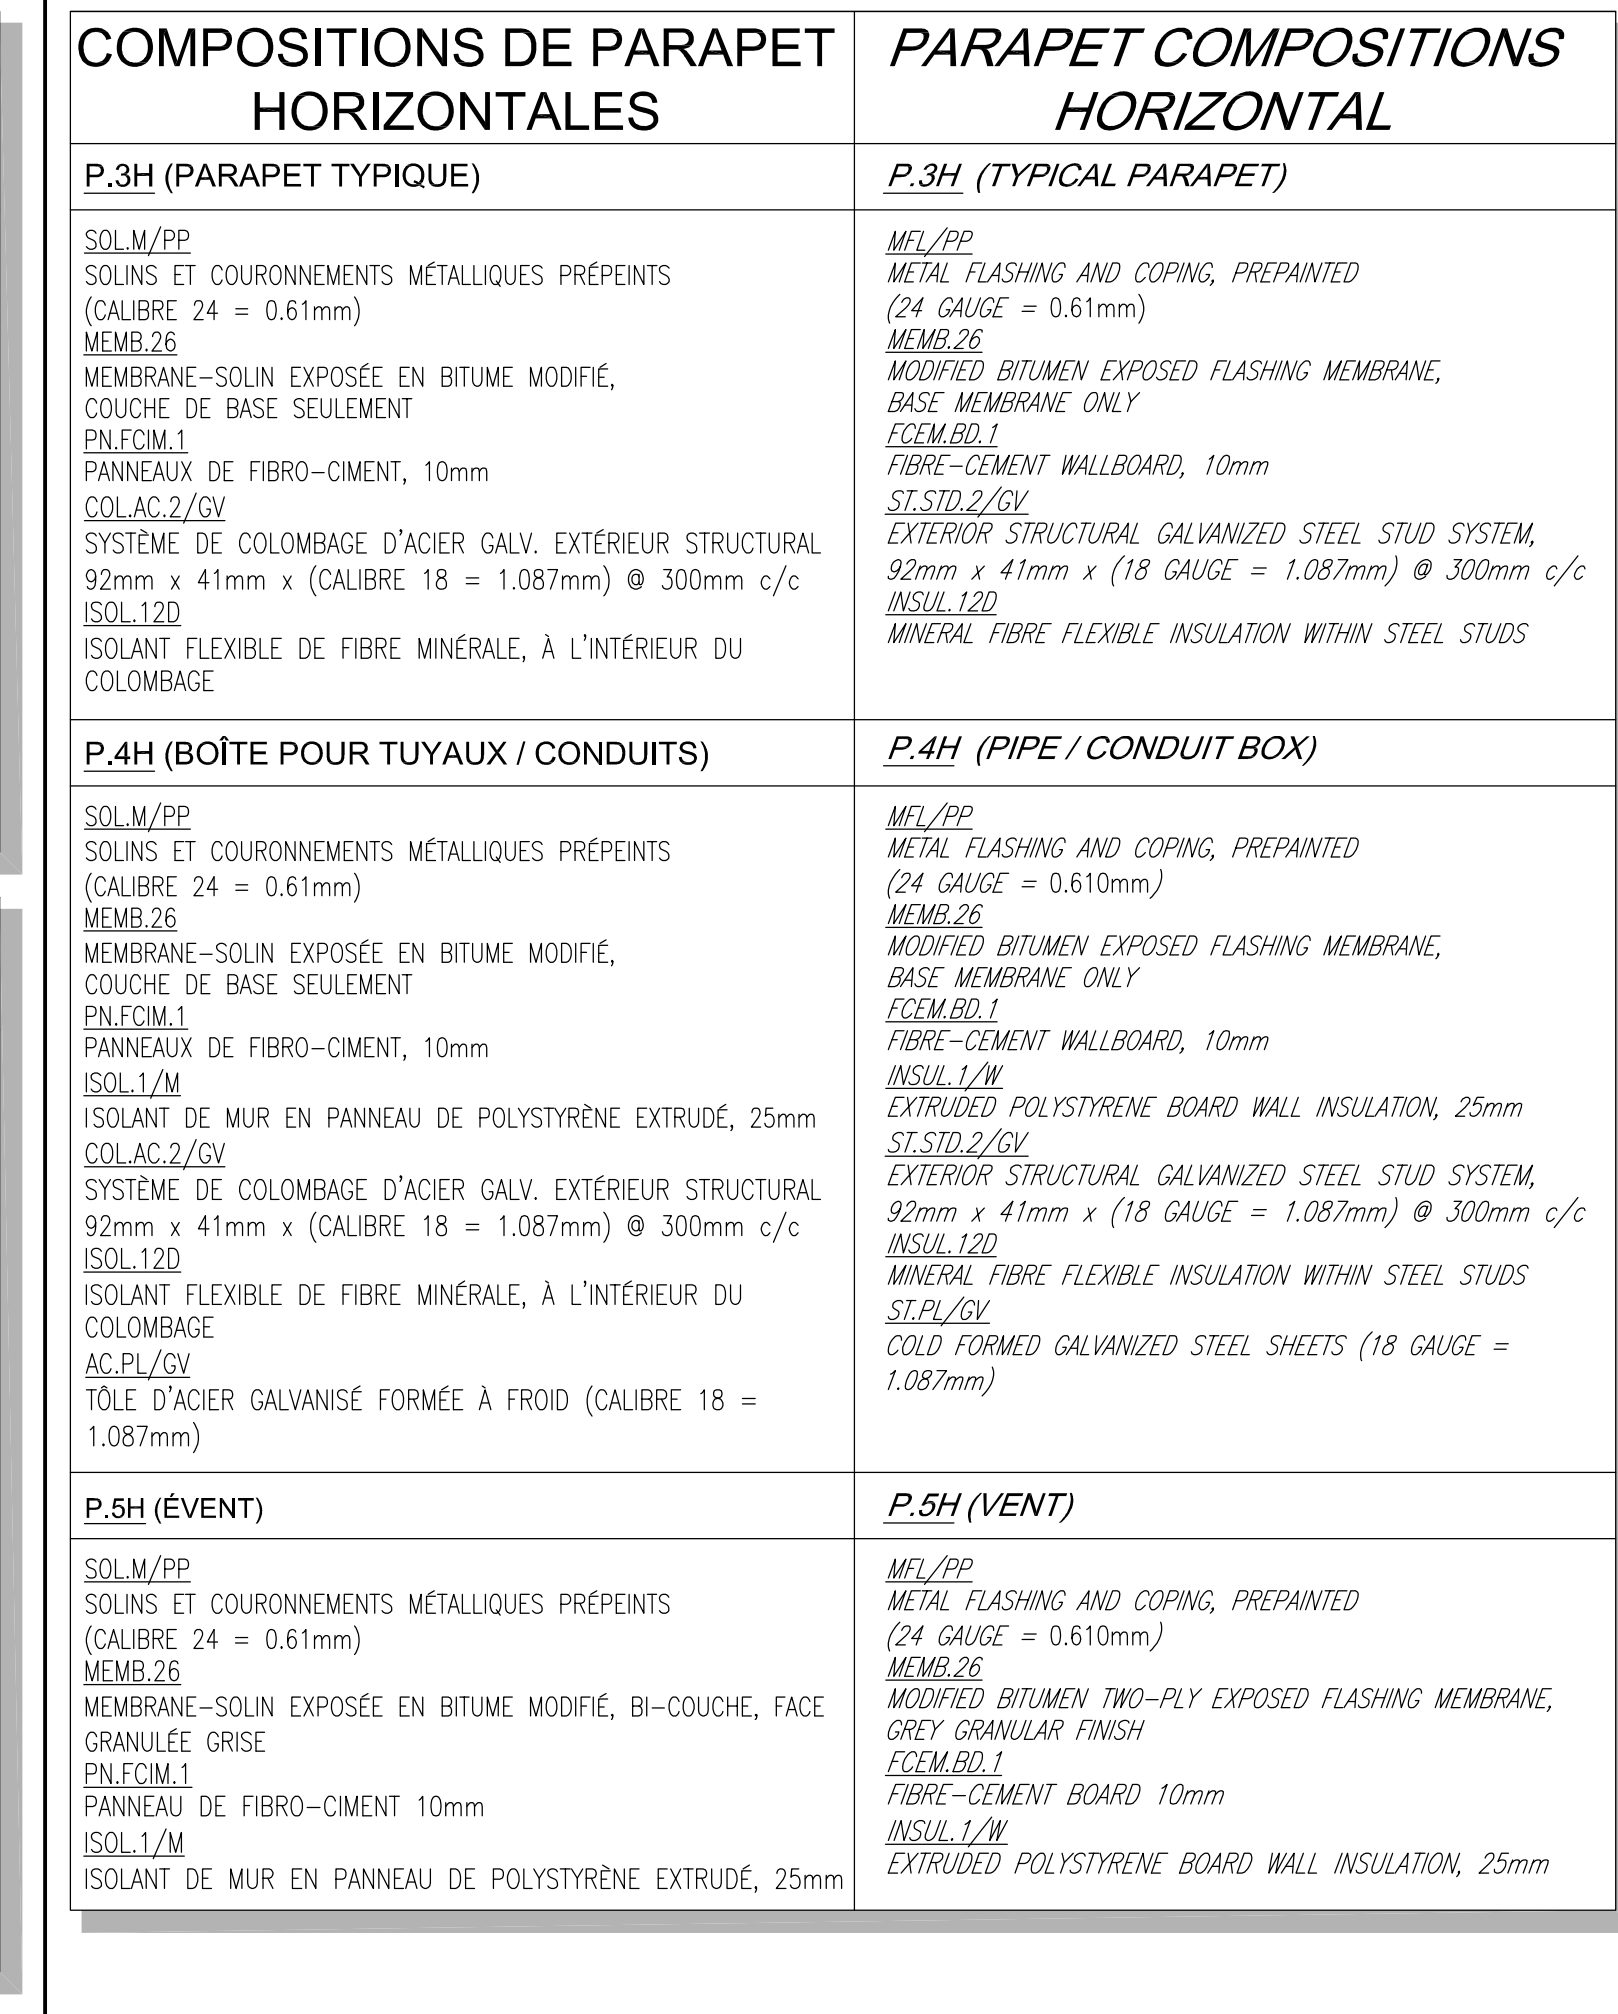 COMPOSITIONS DE PARAPET
HORIZONTALES
P.3H (PARAPET TYPIQUE)
SOL.M/PP
SOLINS ET COURONNEMENTS MÉTALLIQUES PRÉPEINTS
(CALIBRE 24 = 0.61mm)
MEMB.26
MEMBRANE-SOLIN EXPOSÉE EN BITUME MODIFIÉ,
COUCHE DE BASE SEULEMENT
PN.FCIM.1
PANNEAUX DE FIBRO-CIMENT, 10mm
COL.AC.2/GV
SYSTÈME DE COLOMBAGE D'ACIER GALV. EXTÉRIEUR STRUCTURAL
92mm x 41mm x (CALIBRE 18 = 1.087mm) @ 300mm c/c
ISOL.12D
ISOLANT FLEXIBLE DE FIBRE MINÉRALE, À L'INTÉRIEUR DU
COLOMBAGE
P.4H (BOÎTE POUR TUYAUX / CONDUITS)
SOL.M/PP
SOLINS ET COURONNEMENTS MÉTALLIQUES PRÉPEINTS
(CALIBRE 24 = 0.61mm)
MEMB.26
MEMBRANE-SOLIN EXPOSÉE EN BITUME MODIFIÉ,
COUCHE DE BASE SEULEMENT
PN.FCIM.1
PANNEAUX DE FIBRO-CIMENT, 10mm
ISOL.1/M
ISOLANT DE MUR EN PANNEAU DE POLYSTYRÈNE EXTRUDÉ, 25mm
COL.AC.2/GV
SYSTÈME DE COLOMBAGE D'ACIER GALV. EXTÉRIEUR STRUCTURAL
92mm x 41mm x (CALIBRE 18 = 1.087mm) @ 300mm c/c
ISOL.12D
ISOLANT FLEXIBLE DE FIBRE MINÉRALE, À L'INTÉRIEUR DU
COLOMBAGE
AC.PL/GV
TÔLE D'ACIER GALVANISÉ FORMÉE À FROID (CALIBRE 18 =
1.087mm)
P.5H (ÉVENT)
SOL.M/PP
SOLINS ET COURONNEMENTS MÉTALLIQUES PRÉPEINTS
(CALIBRE 24 = 0.61mm)
MEMB.26
MEMBRANE-SOLIN EXPOSÉE EN BITUME MODIFIÉ, BI-COUCHE, FACE
GRANULÉE GRISE
PN.FCIM.1
PANNEAU DE FIBRO-CIMENT 10mm
ISOL.1/M
ISOLANT DE MUR EN PANNEAU DE POLYSTYRÈNE EXTRUDÉ, 25mm
PARAPET COMPOSITIONS
HORIZONTAL
P.3H (TYPICAL PARAPET)
MFL/PP
METAL FLASHING AND COPING, PREPAINTED
(24 GAUGE = 0.61mm)
MEMB.26
MODIFIED BITUMEN EXPOSED FLASHING MEMBRANE,
BASE MEMBRANE ONLY
FCEM.BD.1
FIBRE-CEMENT WALLBOARD, 10mm
ST.STD.2/GV
EXTERIOR STRUCTURAL GALVANIZED STEEL STUD SYSTEM,
92mm x 41mm x (18 GAUGE = 1.087mm) @ 300mm c/c
INSUL.12D
MINERAL FIBRE FLEXIBLE INSULATION WITHIN STEEL STUDS
P.4H (PIPE / CONDUIT BOX)
MFL/PP
METAL FLASHING AND COPING, PREPAINTED
(24 GAUGE = 0.610mm)
MEMB.26
MODIFIED BITUMEN EXPOSED FLASHING MEMBRANE,
BASE MEMBRANE ONLY
FCEM.BD.1
FIBRE-CEMENT WALLBOARD, 10mm
INSUL.1/W
EXTRUDED POLYSTYRENE BOARD WALL INSULATION, 25mm
ST.STD.2/GV
EXTERIOR STRUCTURAL GALVANIZED STEEL STUD SYSTEM,
92mm x 41mm x (18 GAUGE = 1.087mm) @ 300mm c/c
INSUL.12D
MINERAL FIBRE FLEXIBLE INSULATION WITHIN STEEL STUDS
ST.PL/GV
COLD FORMED GALVANIZED STEEL SHEETS (18 GAUGE =
1.087mm)
P.5H (VENT)
MFL/PP
METAL FLASHING AND COPING, PREPAINTED
(24 GAUGE = 0.610mm)
MEMB.26
MODIFIED BITUMEN TWO-PLY EXPOSED FLASHING MEMBRANE,
GREY GRANULAR FINISH
FCEM.BD.1
FIBRE-CEMENT BOARD 10mm
INSUL.1/W
EXTRUDED POLYSTYRENE BOARD WALL INSULATION, 25mm